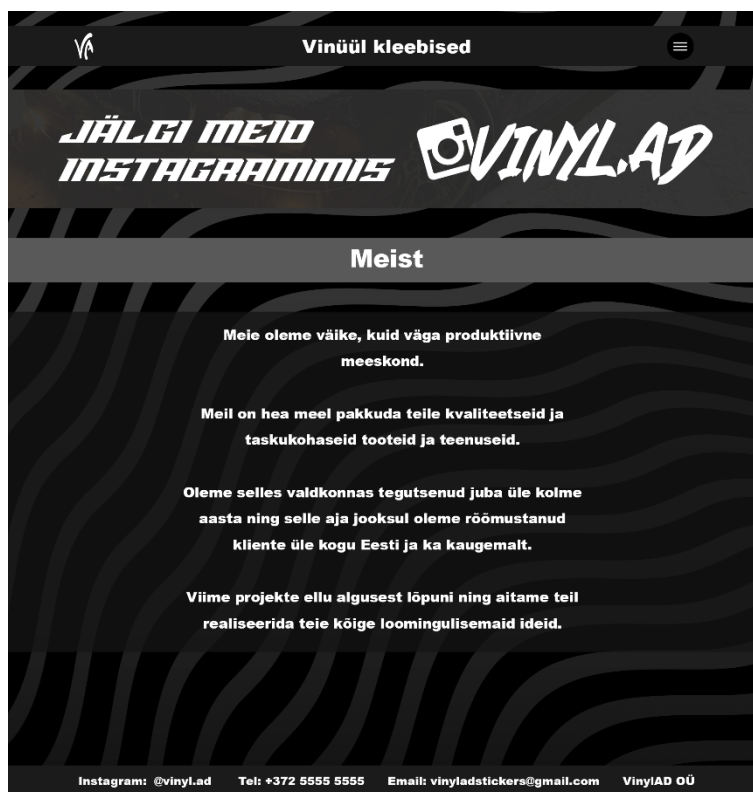 VA
Vinüül kleebised
JÄLGI MEID
INSTAGRAMMIS
VINYL.AD
Meist
Meie oleme väike, kuid väga produktiivne
meeskond.
Meil on hea meel pakkuda teile kvaliteetseid ja
taskukohaseid tooteid ja teenuseid.
Oleme selles valdkonnas tegutsenud juba üle kolme
aasta ning selle aja jooksul oleme rõõmustanud
kliente üle kogu Eesti ja ka kaugemalt.
Viime projekte ellu algusest lõpuni ning aitame teil
realiseerida teie kõige loomingulisemaid ideid.
Instagram: @vinyl.ad Tel: +372 5555 5555 Email: vinyladstickers@gmail.com VinylAD OÜ